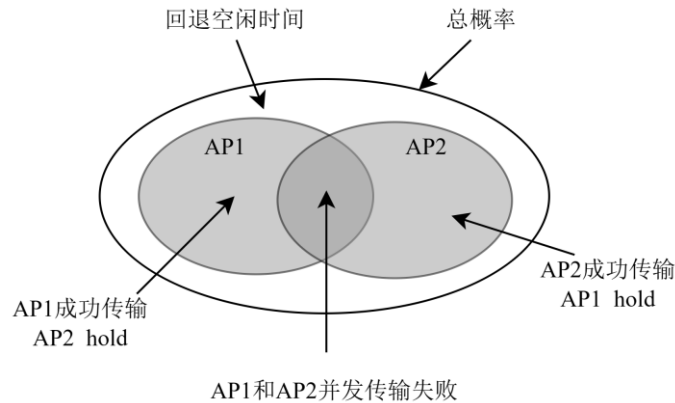 回退空闲时间
总概率
AP1
AP2
AP1成功传输
AP2 hold
AP2成功传输
AP1 hold
AP1和AP2并发传输失败